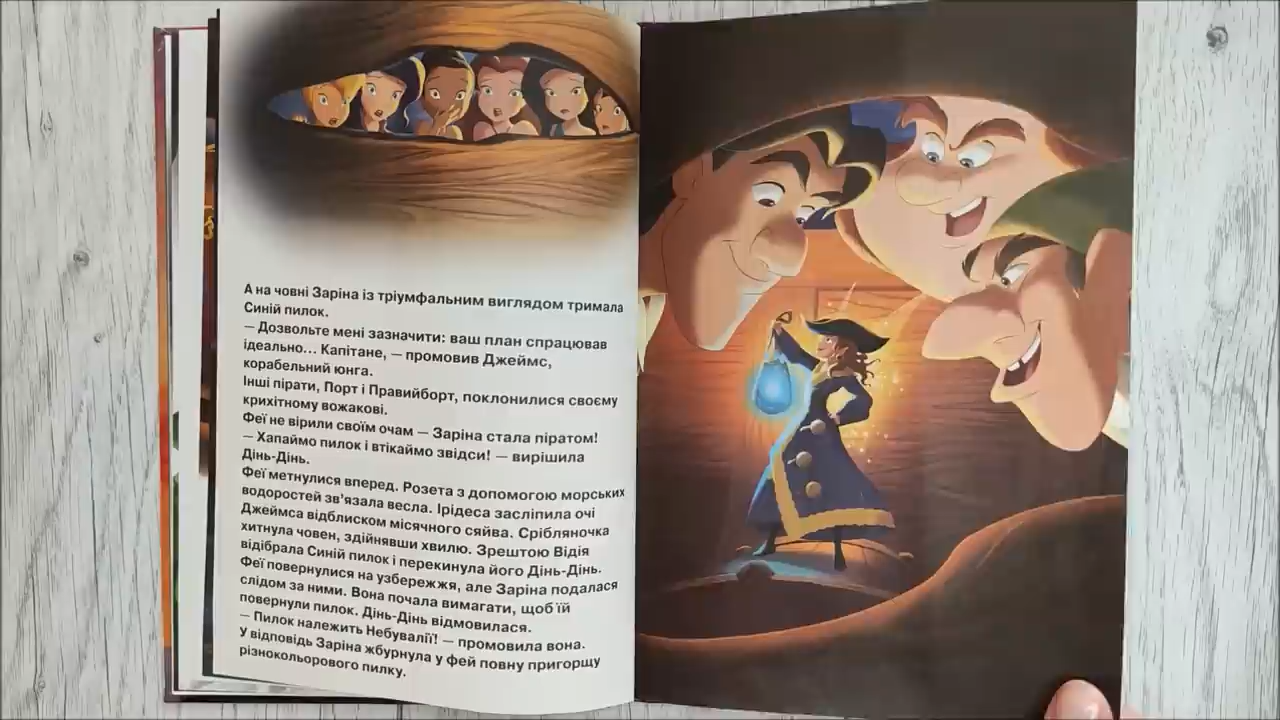 А на човні Заріна із тріумфальним виглядом тримала
Синій пилок.
— Дозвольте мені зазначити: ваш план спрацював
ідеально... Капітане, — промовив Джеймс,
корабельний юнга.
Інші пірати, Порт і Правийборт, поклонилися своєму
крихітному вожакові.
Феї не вірили своїм очам — Заріна стала піратом!
— Хапаймо пилок і втікаймо звідси! — вирішила
Дінь-Дінь.
Феї метнулися вперед. Розета з допомогою морських
водоростей зв'язала весла. Ірідеса засліпила очі
Джеймса відблиском місячного сяйва. Срібляночка
хитнула човен, здійнявши хвилю. Зрештою Відія
відібрала Синій пилок і перекинула його Дінь-Дінь.
Феї повернулися на узбережжя, але Заріна подалася
слідом за ними. Вона почала вимагати, щоб їй
повернули пилок. Дінь-Дінь відмовилася.
— Пилок належить Небувалії! — промовила вона.
У відповідь Заріна жбурнула у фей повну пригорщу
різнокольорового пилку.